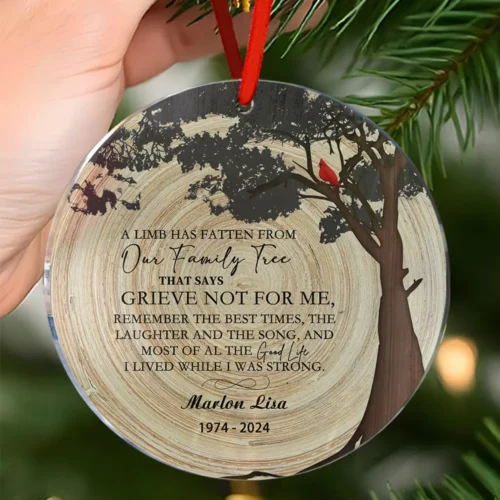 A LIMB HAS FATTEN FROM
Our Family Tree
THAT SAYS
GRIEVE NOT FOR ME,
REMEMBER THE BEST TIMES, THE
LAUGHTER AND THE SONG, AND
MOST OF AL THE Good Life
I LIVED WHILE I WAS STRONG.
Marlon Lisa
1974 - 2024